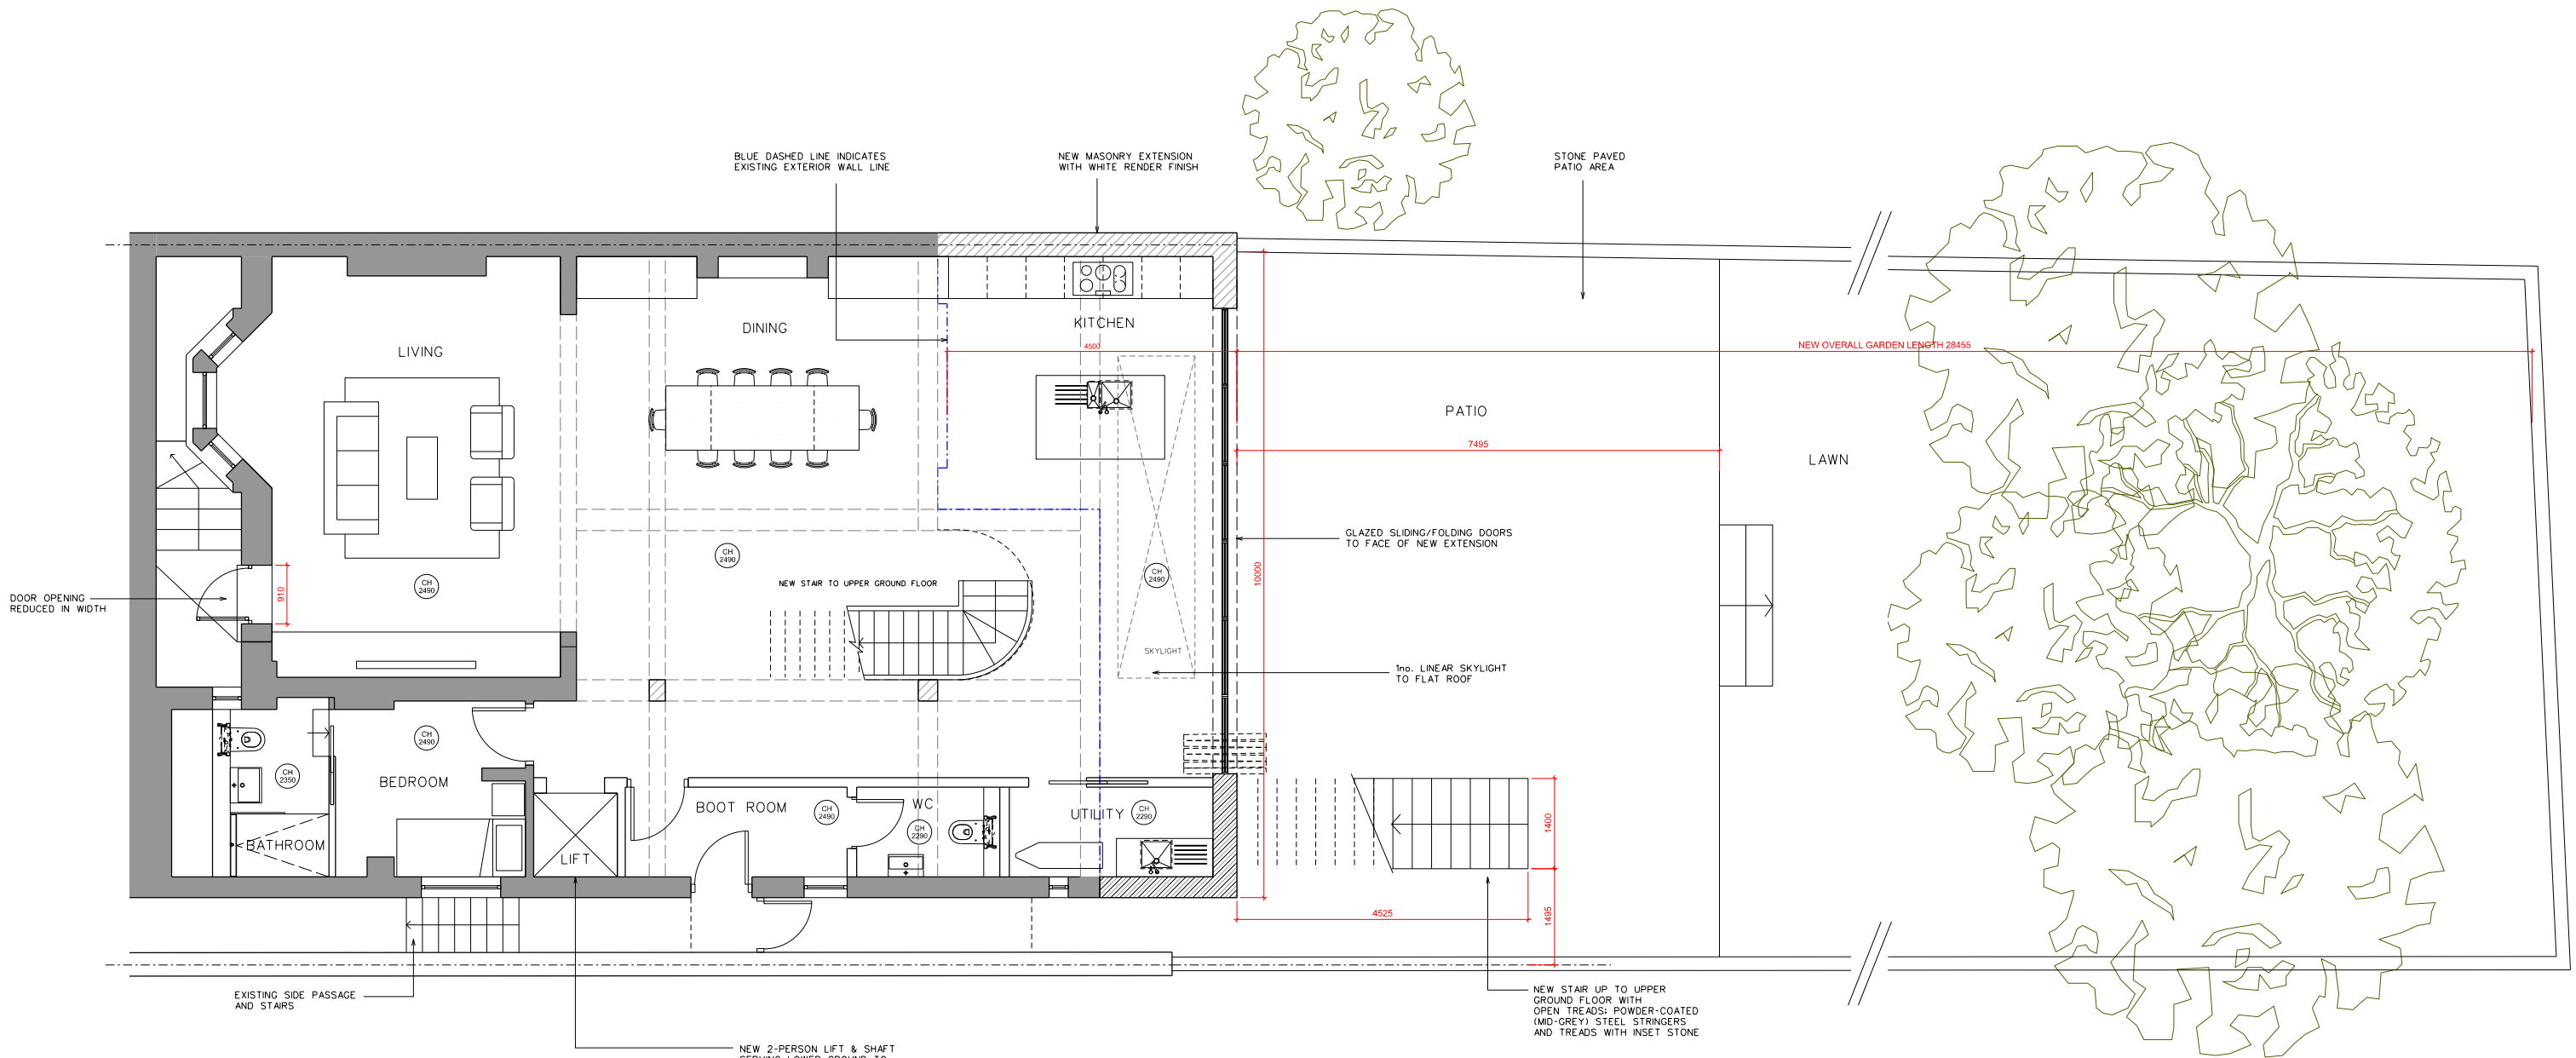 BLUE DASHED LINE INDICATES
EXISTING EXTERIOR WALL LINE
NEW MASONRY EXTENSION
WITH WHITE RENDER FINISH
STONE PAVED
PATIO AREA
LIVING
DINING
KITCHEN
4500
NEW OVERALL GARDEN LENGTH 28455
PATIO
7495
LAWN
GLAZED SLIDING/FOLDING DOORS
TO FACE OF NEW EXTENSION
10000
DOOR OPENING
REDUCED IN WIDTH
910
CH
2490
CH
2490
NEW STAIR TO UPPER GROUND FLOOR
CH
2490
SKYLIGHT
1no. LINEAR SKYLIGHT
TO FLAT ROOF
CH
2490
CH
2350
BEDROOM
BATHROOM
LIFT
BOOT ROOM
CH
2490
WC
CH
2290
UTILITY
CH
2290
1400
4525
1495
EXISTING SIDE PASSAGE
AND STAIRS
NEW STAIR UP TO UPPER
GROUND FLOOR WITH
OPEN TREADS; POWDER-COATED
(MID-GREY) STEEL STRINGERS
AND TREADS WITH INSET STONE
NEW 2-PERSON LIFT & SHAFT
SERVING LOWER GROUND TO